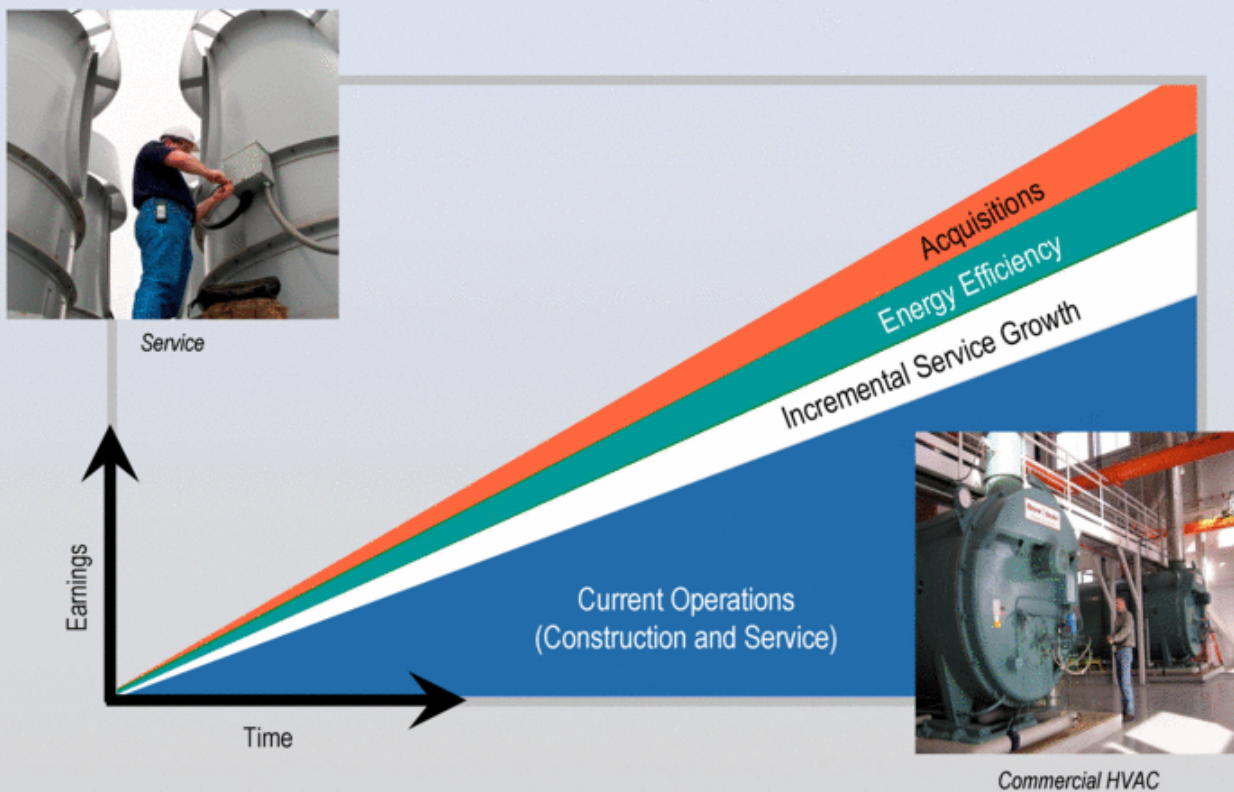 Service
Acquisitions
Energy Efficiency
Incremental Service Growth
Current Operations
(Construction and Service)
Earnings
Time
Commercial HVAC